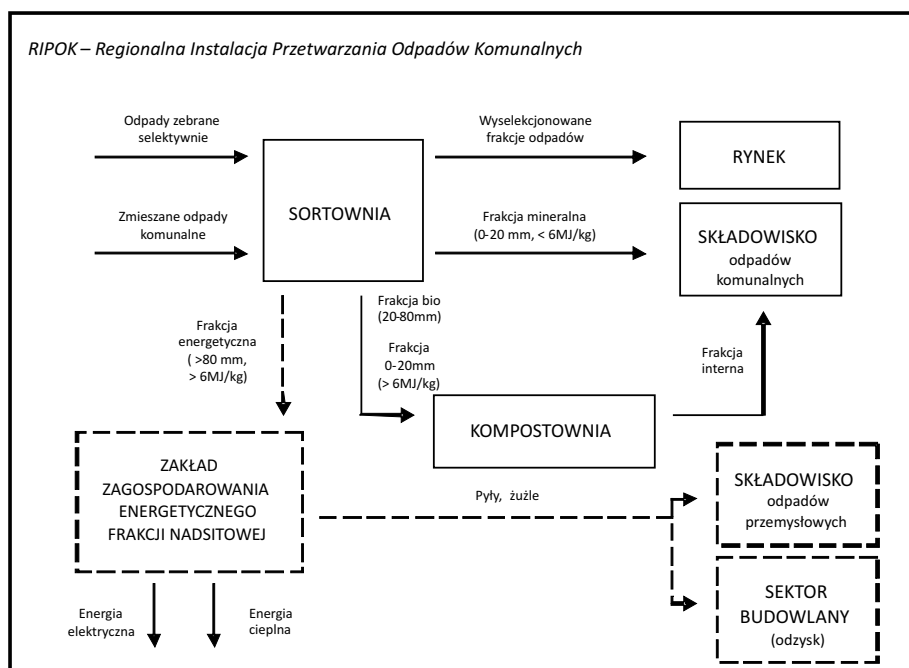 RIPOK – Regionalna Instalacja Przetwarzania Odpadów Komunalnych
Odpady zebrane
selektywnie
Wyselekcjonowane
frakcje odpadów
RYNEK
SORTOWNIA
Zmieszane odpady
komunalne
Frakcja mineralna
(0-20 mm, < 6MJ/kg)
SKŁADOWISKO
odpadów
komunalnych
Frakcja
energetyczna
( >80 mm,
> 6MJ/kg)
Frakcja bio
(20-80mm)
Frakcja
0-20mm
(> 6MJ/kg)
Frakcja
interna
KOMPOSTOWNIA
ZAKŁAD
ZAGOSPODAROWANIA
ENERGETYCZNEGO
FRAKCJI NADSITOWEJ
Pyły, żużle
SKŁADOWISKO
odpadów
przemysłowych
SEKTOR
BUDOWLANY
(odzysk)
Energia
elektryczna
Energia
cieplna